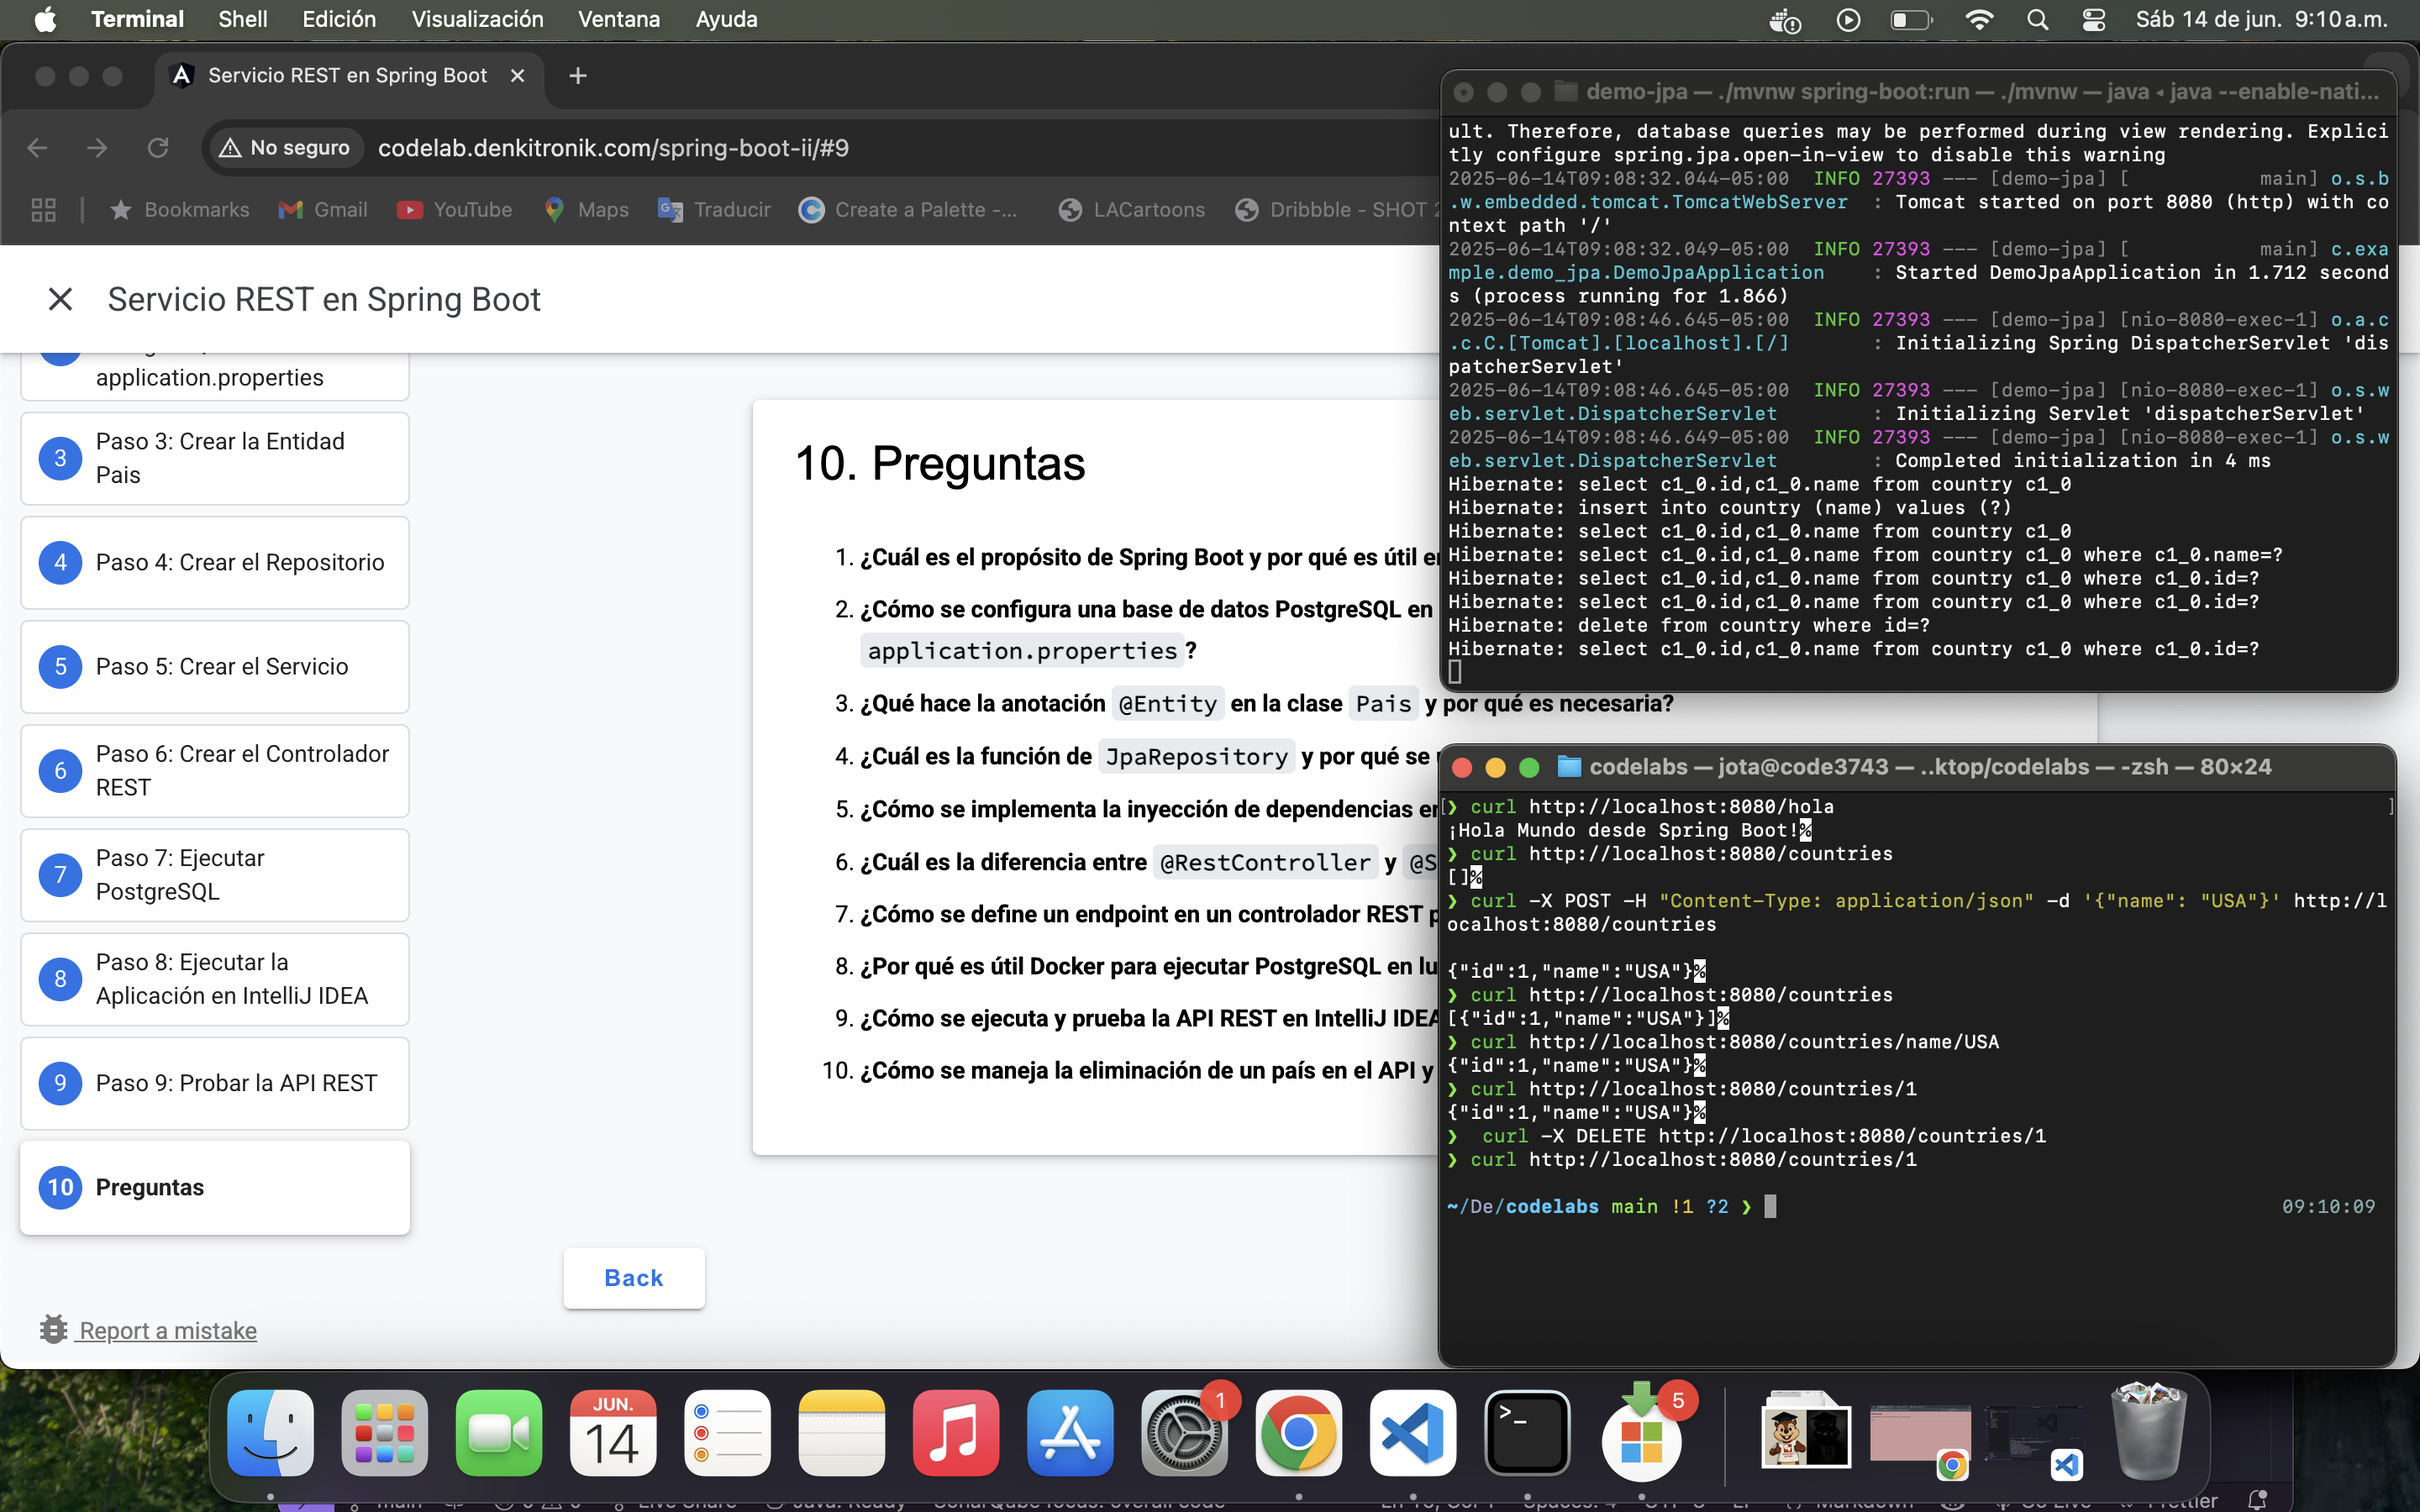 Terminal Shell Edición Visualización Ventana Ayuda
Sáb 14 de jun. 9:10 a.m.
Servicio REST en Spring Boot
No seguro codelab.denkitronik.com/spring-boot-ii/#9
Bookmarks Gmail YouTube Maps Traducir Create a Palette -... LACartoons Dribbble - SHOT
Servicio REST en Spring Boot
application.properties
3 Paso 3: Crear la Entidad
Pais
4 Paso 4: Crear el Repositorio
5 Paso 5: Crear el Servicio
6 Paso 6: Crear el Controlador
REST
7 Paso 7: Ejecutar
PostgreSQL
8 Paso 8: Ejecutar la
Aplicación en IntelliJ IDEA
9 Paso 9: Probar la API REST
10 Preguntas
Report a mistake
10. Preguntas
1. ¿Cuál es el propósito de Spring Boot y por qué es útil
2. ¿Cómo se configura una base de datos PostgreSQL en
application.properties?
3. ¿Qué hace la anotación @Entity en la clase Pais y por qué es necesaria?
4. ¿Cuál es la función de JpaRepository y por qué se
5. ¿Cómo se implementa la inyección de dependencias
6. ¿Cuál es la diferencia entre @RestController y @S
7. ¿Cómo se define un endpoint en un controlador REST
8. ¿Por qué es útil Docker para ejecutar PostgreSQL en
9. ¿Cómo se ejecuta y prueba la API REST en IntelliJ IDEA
10. ¿Cómo se maneja la eliminación de un país en el API y
Back
demo-jpa — ./mvnw spring-boot:run — ./mvnw — java ◂ java --enable-nati...
ult. Therefore, database queries may be performed during view rendering. Explici
tly configure spring.jpa.open-in-view to disable this warning
2025-06-14T09:08:32.044-05:00  INFO 27393 --- [demo-jpa] [           main] o.s.b
.w.embedded.tomcat.TomcatWebServer  : Tomcat started on port 8080 (http) with co
ntext path '/'
2025-06-14T09:08:32.049-05:00  INFO 27393 --- [demo-jpa] [           main] c.exa
mple.demo_jpa.DemoJpaApplication    : Started DemoJpaApplication in 1.712 second
s (process running for 1.866)
2025-06-14T09:08:46.645-05:00  INFO 27393 --- [demo-jpa] [nio-8080-exec-1] o.a.c
.c.C.[Tomcat].[localhost].[/]       : Initializing Spring DispatcherServlet 'dis
patcherServlet'
2025-06-14T09:08:46.645-05:00  INFO 27393 --- [demo-jpa] [nio-8080-exec-1] o.s.w
eb.servlet.DispatcherServlet        : Initializing Servlet 'dispatcherServlet'
2025-06-14T09:08:46.649-05:00  INFO 27393 --- [demo-jpa] [nio-8080-exec-1] o.s.w
eb.servlet.DispatcherServlet        : Completed initialization in 4 ms
Hibernate: select c1_0.id,c1_0.name from country c1_0
Hibernate: insert into country (name) values (?)
Hibernate: select c1_0.id,c1_0.name from country c1_0
Hibernate: select c1_0.id,c1_0.name from country c1_0 where c1_0.name=?
Hibernate: select c1_0.id,c1_0.name from country c1_0 where c1_0.id=?
Hibernate: select c1_0.id,c1_0.name from country c1_0 where c1_0.id=?
Hibernate: delete from country where id=?
Hibernate: select c1_0.id,c1_0.name from country c1_0 where c1_0.id=?
codelabs — jota@code3743 — ..ktop/codelabs — -zsh — 80×24
[❯ curl http://localhost:8080/hola ]
¡Hola Mundo desde Spring Boot!%
❯ curl http://localhost:8080/countries
[]%
❯ curl -X POST -H "Content-Type: application/json" -d '{"name": "USA"}' http://l
ocalhost:8080/countries
{"id":1,"name":"USA"}%
❯ curl http://localhost:8080/countries
[{"id":1,"name":"USA"}]%
❯ curl http://localhost:8080/countries/name/USA
{"id":1,"name":"USA"}%
❯ curl http://localhost:8080/countries/1
{"id":1,"name":"USA"}%
❯  curl -X DELETE http://localhost:8080/countries/1
❯ curl http://localhost:8080/countries/1
~/De/codelabs main !1 ?2 ❯ 09:10:09
JUN.
14
1
5